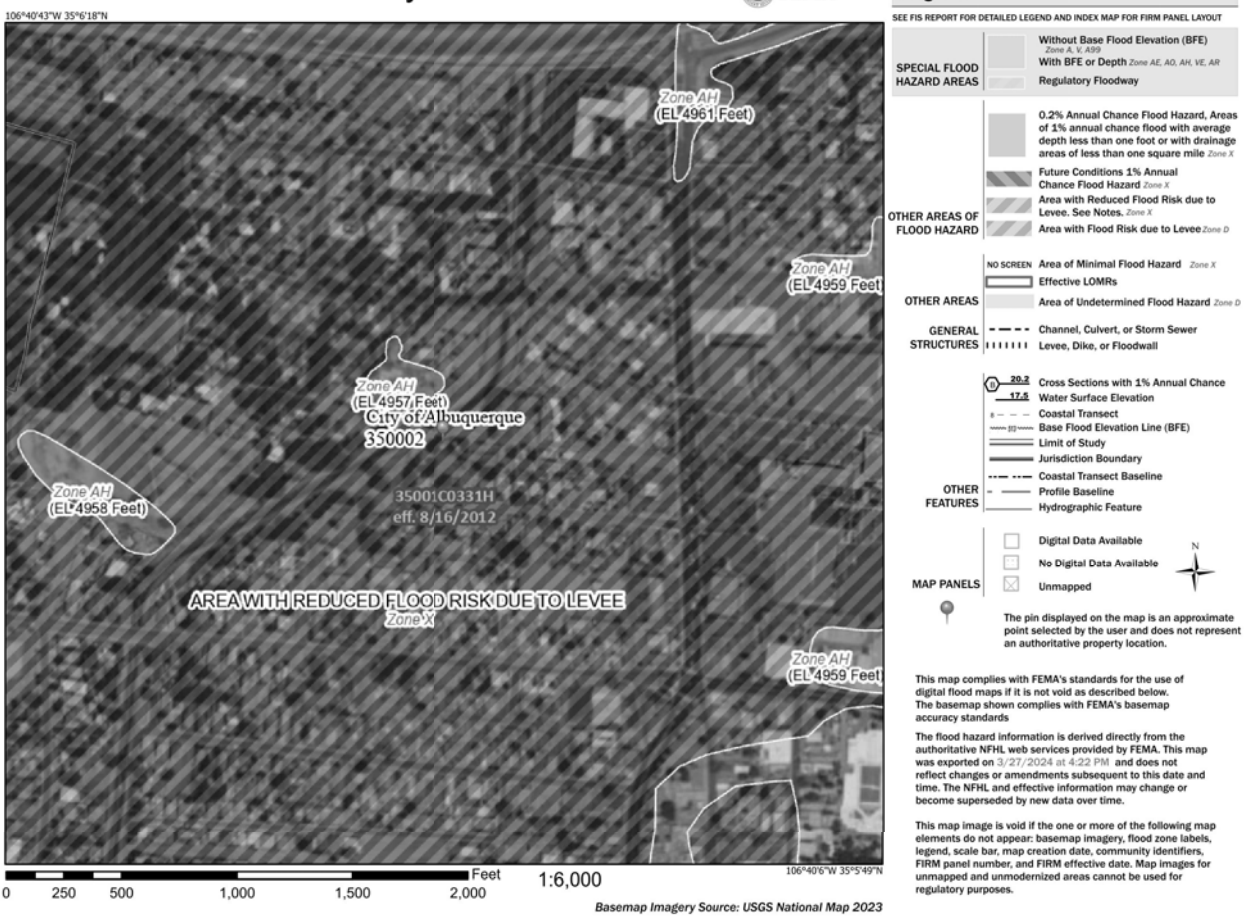 106°40'43"W 35°6'18"N
Zone AH
(EL 4961 Feet)
Zone AH
(EL 4959 Feet)
Zone AH
(EL 4957 Feet)
City of Albuquerque
350002
Zone AH
(EL 4958 Feet)
35001C0331H
eff. 8/16/2012
AREA WITH REDUCED FLOOD RISK DUE TO LEVEE
Zone X
Zone AH
(EL 4959 Feet)
106°40'6"W 35°5'49"N
0 250 500 1,000 1,500 2,000 Feet
1:6,000
Basemap Imagery Source: USGS National Map 2023
SEE FIS REPORT FOR DETAILED LEGEND AND INDEX MAP FOR FIRM PANEL LAYOUT
SPECIAL FLOOD
HAZARD AREAS
Without Base Flood Elevation (BFE)
Zone A, V, A99
With BFE or Depth Zone AE, AO, AH, VE, AR
Regulatory Floodway
0.2% Annual Chance Flood Hazard, Areas
of 1% annual chance flood with average
depth less than one foot or with drainage
areas of less than one square mile Zone X
Future Conditions 1% Annual
Chance Flood Hazard Zone X
Area with Reduced Flood Risk due to
Levee. See Notes. Zone X
Area with Flood Risk due to Levee Zone D
OTHER AREAS OF
FLOOD HAZARD
NO SCREEN Area of Minimal Flood Hazard Zone X
Effective LOMRs
OTHER AREAS
Area of Undetermined Flood Hazard Zone D
GENERAL
STRUCTURES
Channel, Culvert, or Storm Sewer
Levee, Dike, or Floodwall
B 20.2 Cross Sections with 1% Annual Chance
17.5 Water Surface Elevation
8 Coastal Transect
513 Base Flood Elevation Line (BFE)
Limit of Study
Jurisdiction Boundary
Coastal Transect Baseline
OTHER
FEATURES
Profile Baseline
Hydrographic Feature
Digital Data Available
No Digital Data Available
Unmapped
MAP PANELS
N
The pin displayed on the map is an approximate
point selected by the user and does not represent
an authoritative property location.
This map complies with FEMA's standards for the use of
digital flood maps if it is not void as described below.
The basemap shown complies with FEMA's basemap
accuracy standards
The flood hazard information is derived directly from the
authoritative NFHL web services provided by FEMA. This map
was exported on 3/27/2024 at 4:22 PM and does not
reflect changes or amendments subsequent to this date and
time. The NFHL and effective information may change or
become superseded by new data over time.
This map image is void if the one or more of the following map
elements do not appear: basemap imagery, flood zone labels,
legend, scale bar, map creation date, community identifiers,
FIRM panel number, and FIRM effective date. Map images for
unmapped and unmodernized areas cannot be used for
regulatory purposes.